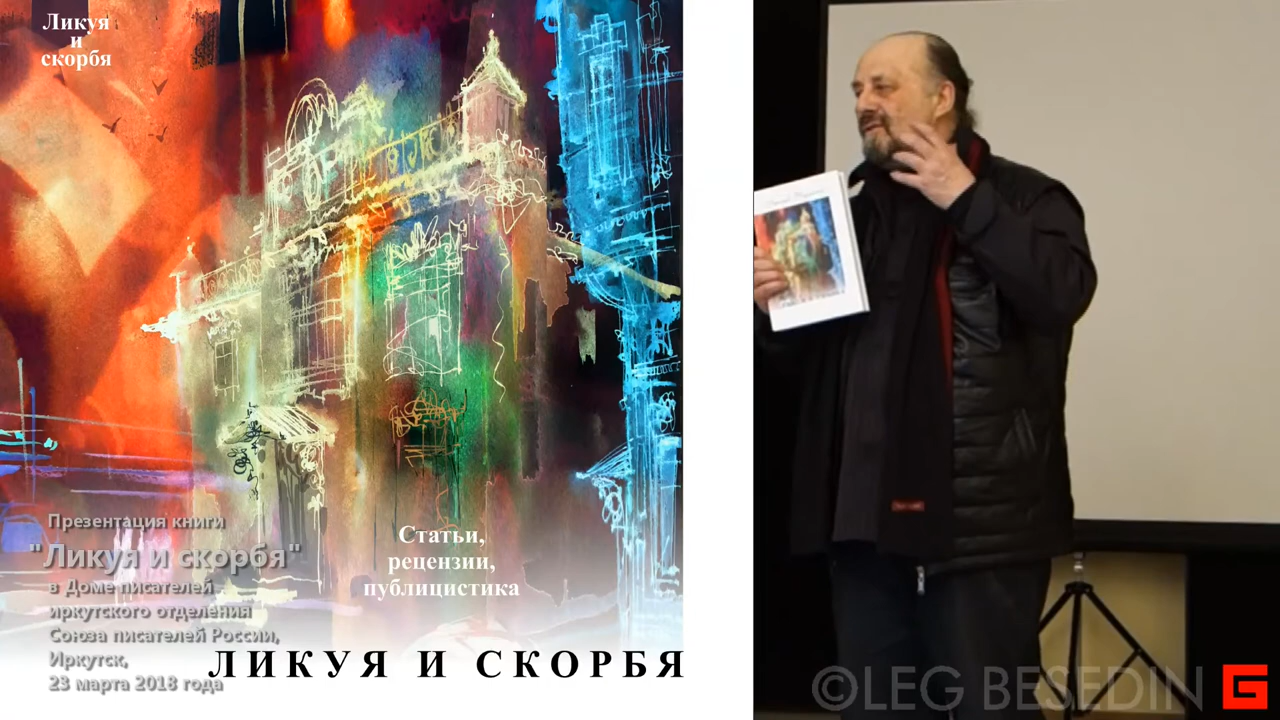 Ликуя
и
скорбя
Статьи,
рецензии,
публицистика
Презентация книги
"Ликуя и скорбя"
в Доме писателей
иркутского отделения
Союза писателей России,
Иркутск,
23 марта 2018 года
ЛИКУЯ И СКОРБЯ
©LEG BESEDIN G